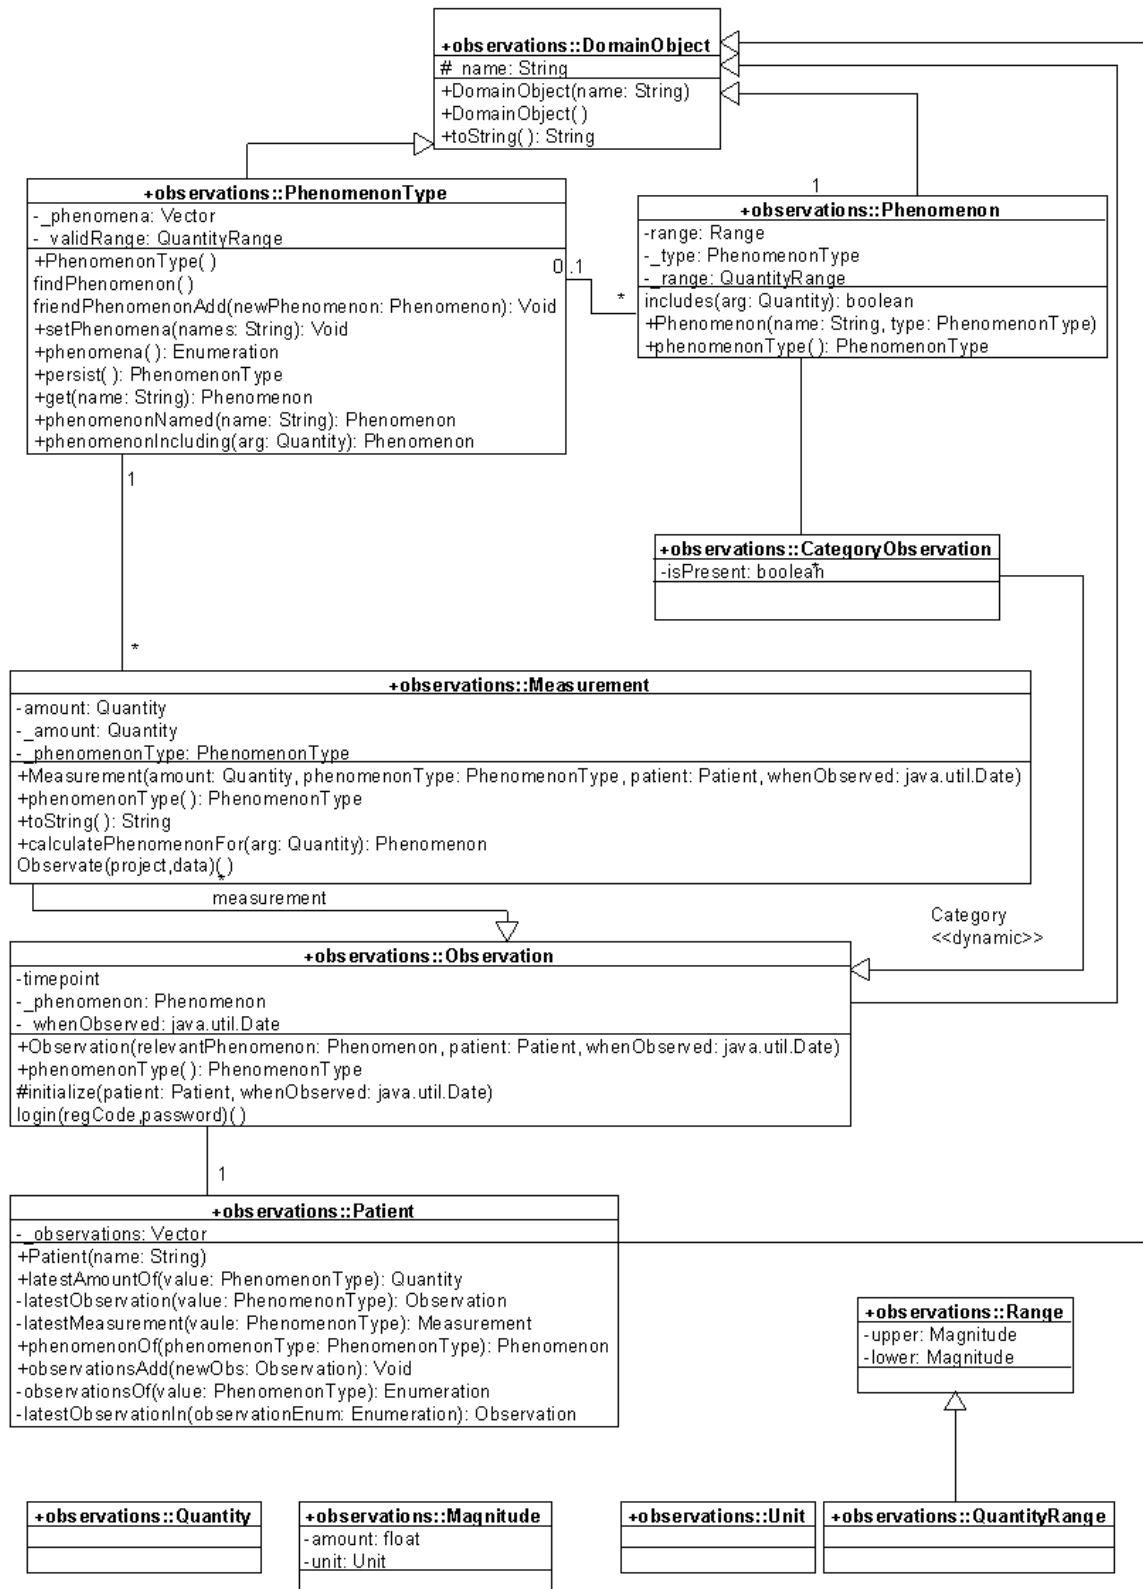 +observations::DomainObject
#_name: String
+DomainObject(name: String)
+DomainObject()
+toString(): String
+observations::PhenomenonType
-_phenomena: Vector
-_validRange: QuantityRange
+PhenomenonType()
findPhenomenon()
friendPhenomenonAdd(newPhenomenon: Phenomenon): Void
+setPhenomena(names: String): Void
+phenomena(): Enumeration
+persist(): PhenomenonType
+get(name: String): Phenomenon
+phenomenonNamed(name: String): Phenomenon
+phenomenonIncluding(arg: Quantity): Phenomenon
0..1
*
1
+observations::Phenomenon
-range: Range
-_type: PhenomenonType
-_range: QuantityRange
includes(arg: Quantity): boolean
+Phenomenon(name: String, type: PhenomenonType)
+phenomenonType(): PhenomenonType
1
*
+observations::CategoryObservation
-isPresent: boolean
*
+observations::Measurement
-amount: Quantity
-_amount: Quantity
-_phenomenonType: PhenomenonType
+Measurement(amount: Quantity, phenomenonType: PhenomenonType, patient: Patient, whenObserved: java.util.Date)
+phenomenonType(): PhenomenonType
+toString(): String
+calculatePhenomenonFor(arg: Quantity): Phenomenon
Observate(project,data)()
*
measurement
Category
<<dynamic>>
+observations::Observation
-timepoint
-_phenomenon: Phenomenon
-_whenObserved: java.util.Date
+Observation(relevantPhenomenon: Phenomenon, patient: Patient, whenObserved: java.util.Date)
+phenomenonType(): PhenomenonType
#initialize(patient: Patient, whenObserved: java.util.Date)
login(regCode,password)()
1
+observations::Patient
-_observations: Vector
+Patient(name: String)
+latestAmountOf(value: PhenomenonType): Quantity
-latestObservation(value: PhenomenonType): Observation
-latestMeasurement(vaule: PhenomenonType): Measurement
+phenomenonOf(phenomenonType: PhenomenonType): Phenomenon
+observationsAdd(newObs: Observation): Void
-observationsOf(value: PhenomenonType): Enumeration
-latestObservationIn(observationEnum: Enumeration): Observation
+observations::Range
-upper: Magnitude
-lower: Magnitude
+observations::Quantity
+observations::Magnitude
-amount: float
-unit: Unit
+observations::Unit
+observations::QuantityRange